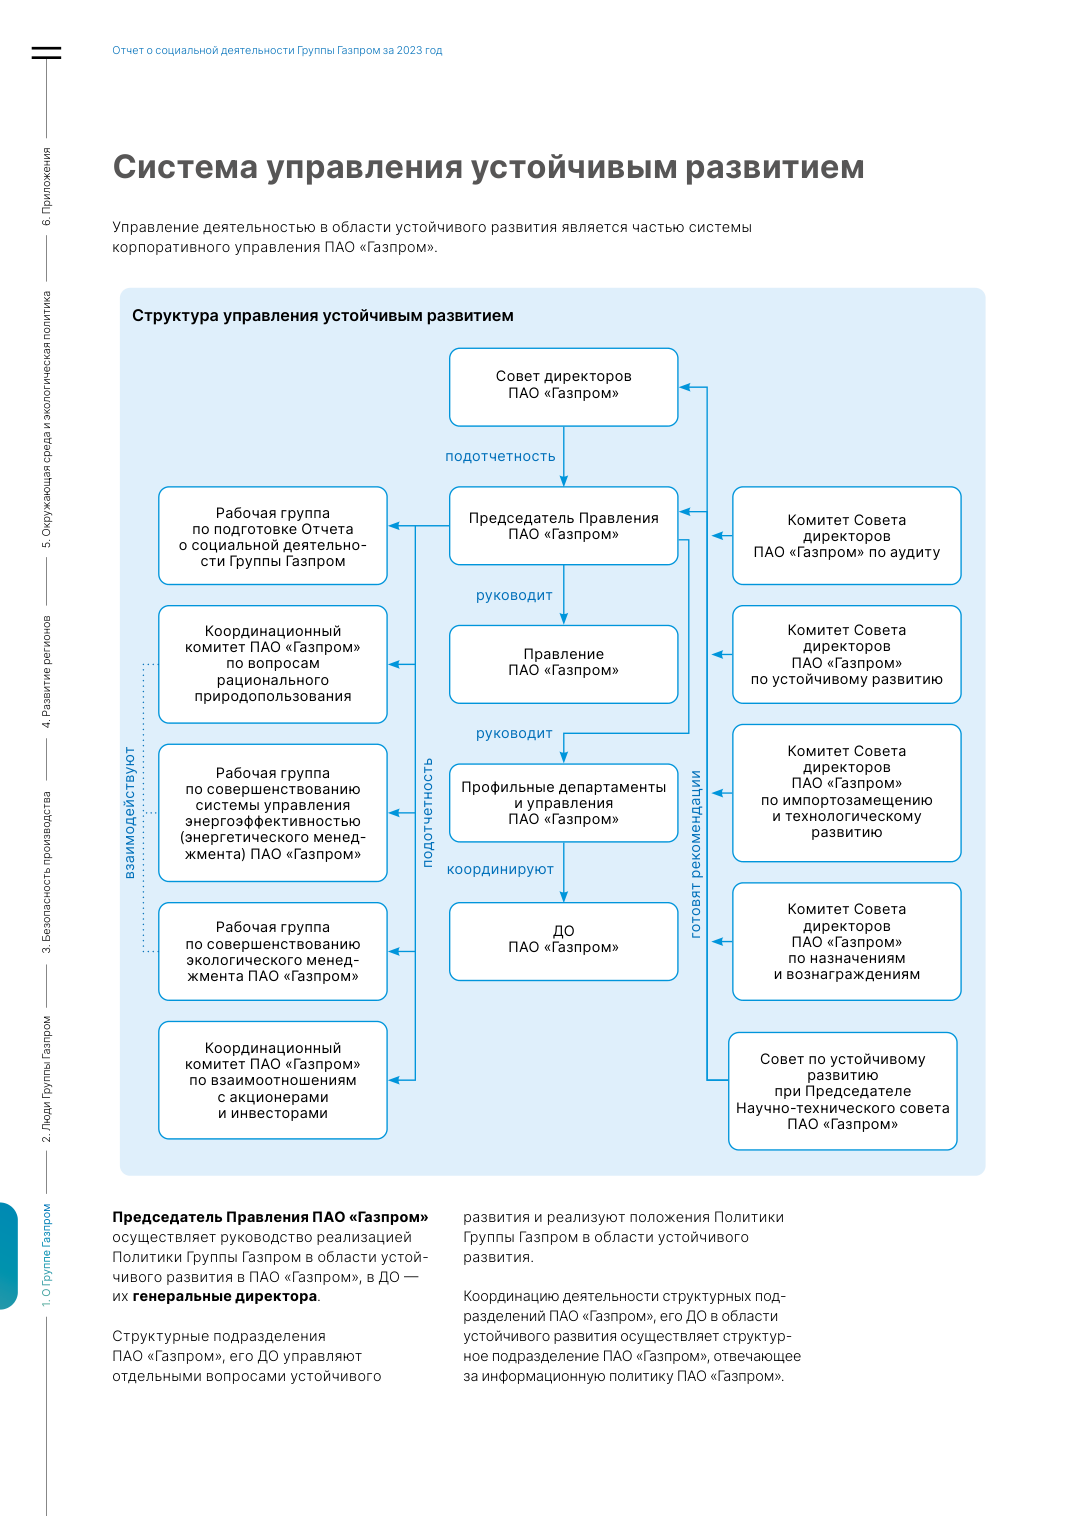 Отчет о социальной деятельности Группы Газпром за 2023 год
6. Приложения
5. Окружающая среда и экологическая политика
4. Развитие регионов
3. Безопасность производства
2. Люди Группы Газпром
1. О Группе Газпром
Система управления устойчивым развитием
Управление деятельностью в области устойчивого развития является частью системы
корпоративного управления ПАО «Газпром».
Структура управления устойчивым развитием
Совет директоров
ПАО «Газпром»
подотчетность
Председатель Правления
ПАО «Газпром»
руководит
Правление
ПАО «Газпром»
руководит
Профильные департаменты
и управления
ПАО «Газпром»
координируют
ДО
ПАО «Газпром»
Рабочая группа
по подготовке Отчета
о социальной деятельно-
сти Группы Газпром
Координационный
комитет ПАО «Газпром»
по вопросам
рационального
природопользования
Рабочая группа
по совершенствованию
системы управления
энергоэффективностью
(энергетического менед-
жмента) ПАО «Газпром»
Рабочая группа
по совершенствованию
экологического менед-
жмента ПАО «Газпром»
Координационный
комитет ПАО «Газпром»
по взаимоотношениям
с акционерами
и инвесторами
взаимодействуют
подотчетность
готовят рекомендации
Комитет Совета
директоров
ПАО «Газпром» по аудиту
Комитет Совета
директоров
ПАО «Газпром»
по устойчивому развитию
Комитет Совета
директоров
ПАО «Газпром»
по импортозамещению
и технологическому
развитию
Комитет Совета
директоров
ПАО «Газпром»
по назначениям
и вознаграждениям
Совет по устойчивому
развитию
при Председателе
Научно-технического совета
ПАО «Газпром»
Председатель Правления ПАО «Газпром»
осуществляет руководство реализацией
Политики Группы Газпром в области устой-
чивого развития в ПАО «Газпром», в ДО —
их генеральные директора.
Структурные подразделения
ПАО «Газпром», его ДО управляют
отдельными вопросами устойчивого
развития и реализуют положения Политики
Группы Газпром в области устойчивого
развития.
Координацию деятельности структурных под-
разделений ПАО «Газпром», его ДО в области
устойчивого развития осуществляет структур-
ное подразделение ПАО «Газпром», отвечающее
за информационную политику ПАО «Газпром».